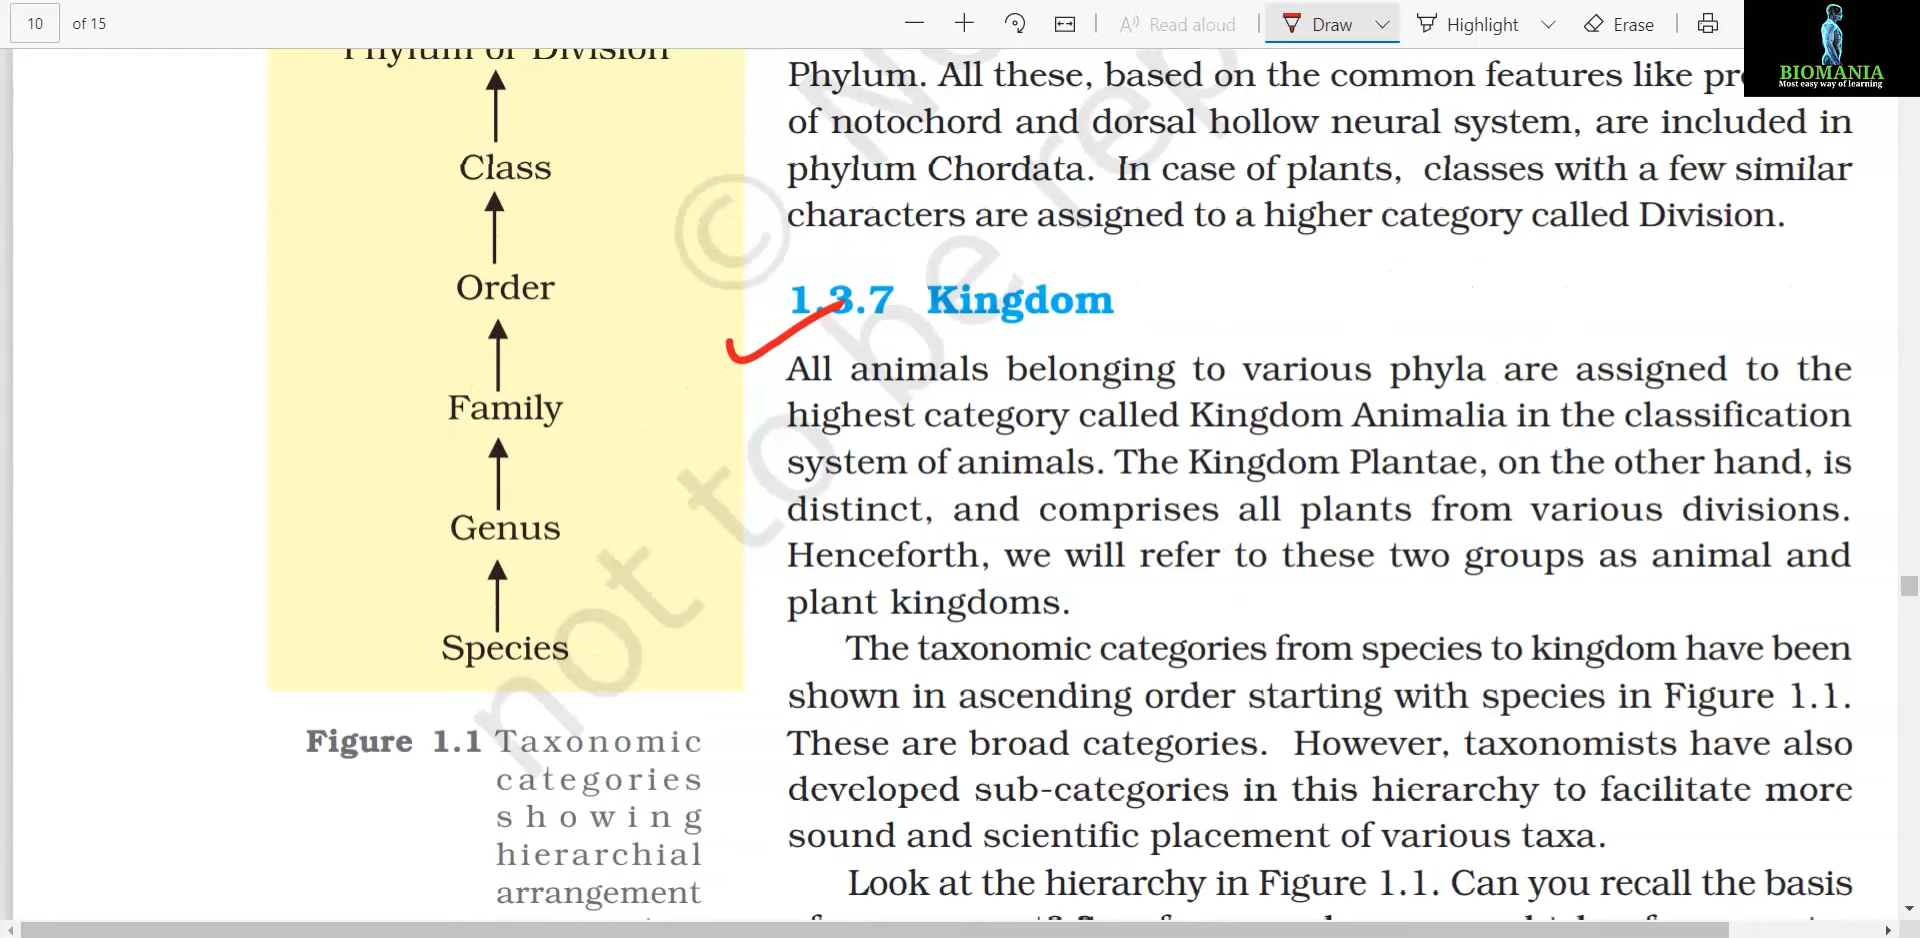 10 of 15
Read aloud
Draw
Highlight
Erase
BIOMANIA
Most easy way of learning
Phylum or Division
Class
Order
Family
Genus
Species
Figure 1.1 Taxonomic
categories
showing
hierarchial
arrangement
Phylum. All these, based on the common features like
of notochord and dorsal hollow neural system, are included in
phylum Chordata. In case of plants, classes with a few similar
characters are assigned to a higher category called Division.
1.3.7 Kingdom
All animals belonging to various phyla are assigned to the
highest category called Kingdom Animalia in the classification
system of animals. The Kingdom Plantae, on the other hand, is
distinct, and comprises all plants from various divisions.
Henceforth, we will refer to these two groups as animal and
plant kingdoms.
The taxonomic categories from species to kingdom have been
shown in ascending order starting with species in Figure 1.1.
These are broad categories. However, taxonomists have also
developed sub-categories in this hierarchy to facilitate more
sound and scientific placement of various taxa.
Look at the hierarchy in Figure 1.1. Can you recall the basis
© 
not to be rep